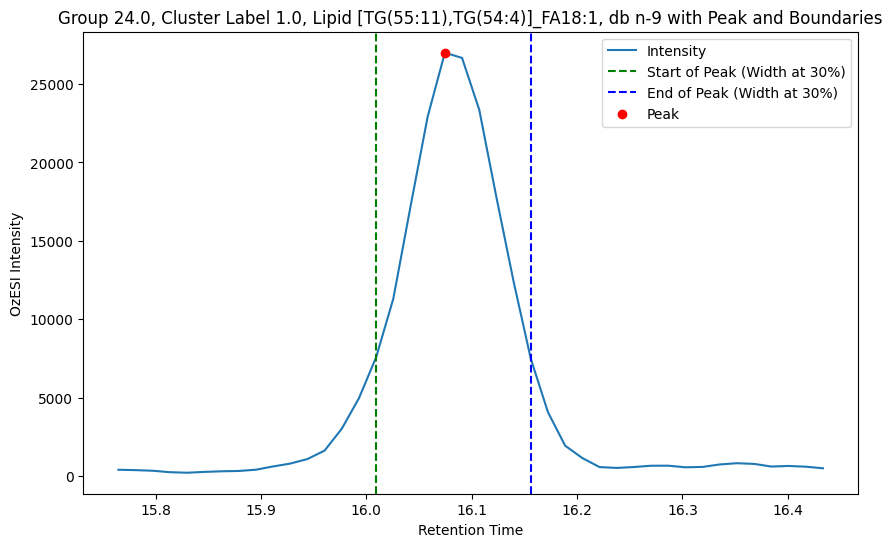 Group 24.0, Cluster Label 1.0, Lipid [TG(55:11),TG(54:4)]_FA18:1, db n-9 with Peak and Boundaries
Intensity
Start of Peak (Width at 30%)
End of Peak (Width at 30%)
Peak
OzESI Intensity
25000
20000
15000
10000
5000
0
15.8 15.9 16.0 16.1 16.2 16.3 16.4
Retention Time